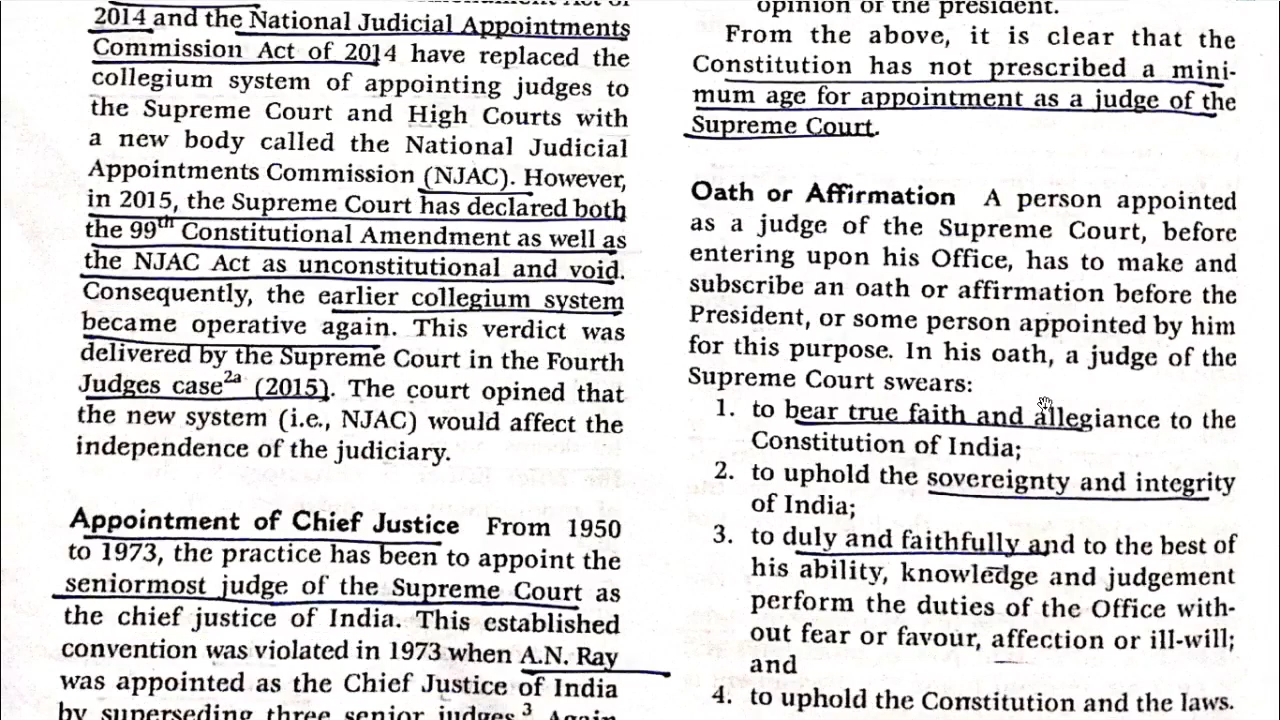 2014 and the National Judicial Appointments
Commission Act of 2014 have replaced the
collegium system of appointing judges to
the Supreme Court and High Courts with
a new body called the National Judicial
Appointments Commission (NJAC). However,
in 2015, the Supreme Court has declared both
the 99th Constitutional Amendment as well as
the NJAC Act as unconstitutional and void.
Consequently, the earlier collegium system
became operative again. This verdict was
delivered by the Supreme Court in the Fourth
Judges case2a (2015). The court opined that
the new system (i.e., NJAC) would affect the
independence of the judiciary.
Appointment of Chief Justice From 1950
to 1973, the practice has been to appoint the
seniormost judge of the Supreme Court as
the chief justice of India. This established
convention was violated in 1973 when A.N. Ray
was appointed as the Chief Justice of India
by superseding three senior judges.3 Again
opinion of the president.
From the above, it is clear that the
Constitution has not prescribed a mini-
mum age for appointment as a judge of the
Supreme Court.
Oath or Affirmation A person appointed
as a judge of the Supreme Court, before
entering upon his Office, has to make and
subscribe an oath or affirmation before the
President, or some person appointed by him
for this purpose. In his oath, a judge of the
Supreme Court swears:
1. to bear true faith and allegiance to the
Constitution of India;
2. to uphold the sovereignty and integrity
of India;
3. to duly and faithfully and to the best of
his ability, knowledge and judgement
perform the duties of the Office with-
out fear or favour, affection or ill-will;
and
4. to uphold the Constitution and the laws.